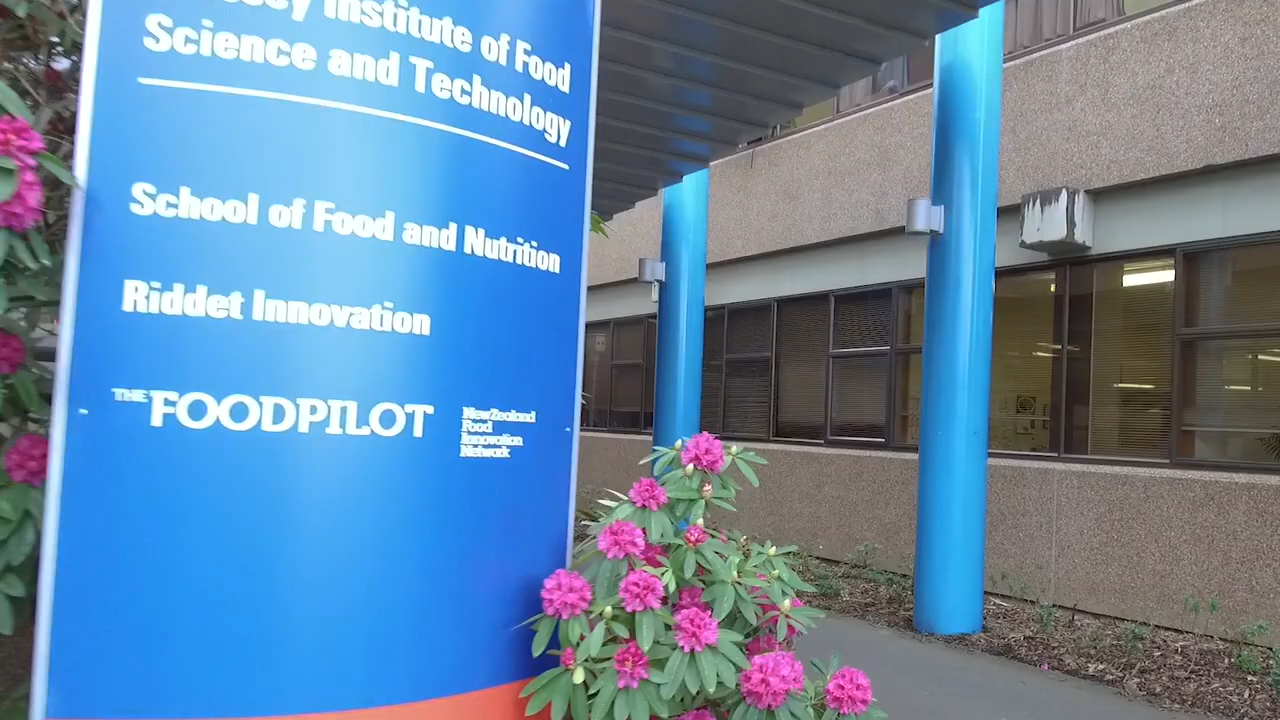 Institute of Food
Science and Technology
School of Food and Nutrition
Riddet Innovation
THE FOODPILOT
New Zealand
Food
Innovation
Network